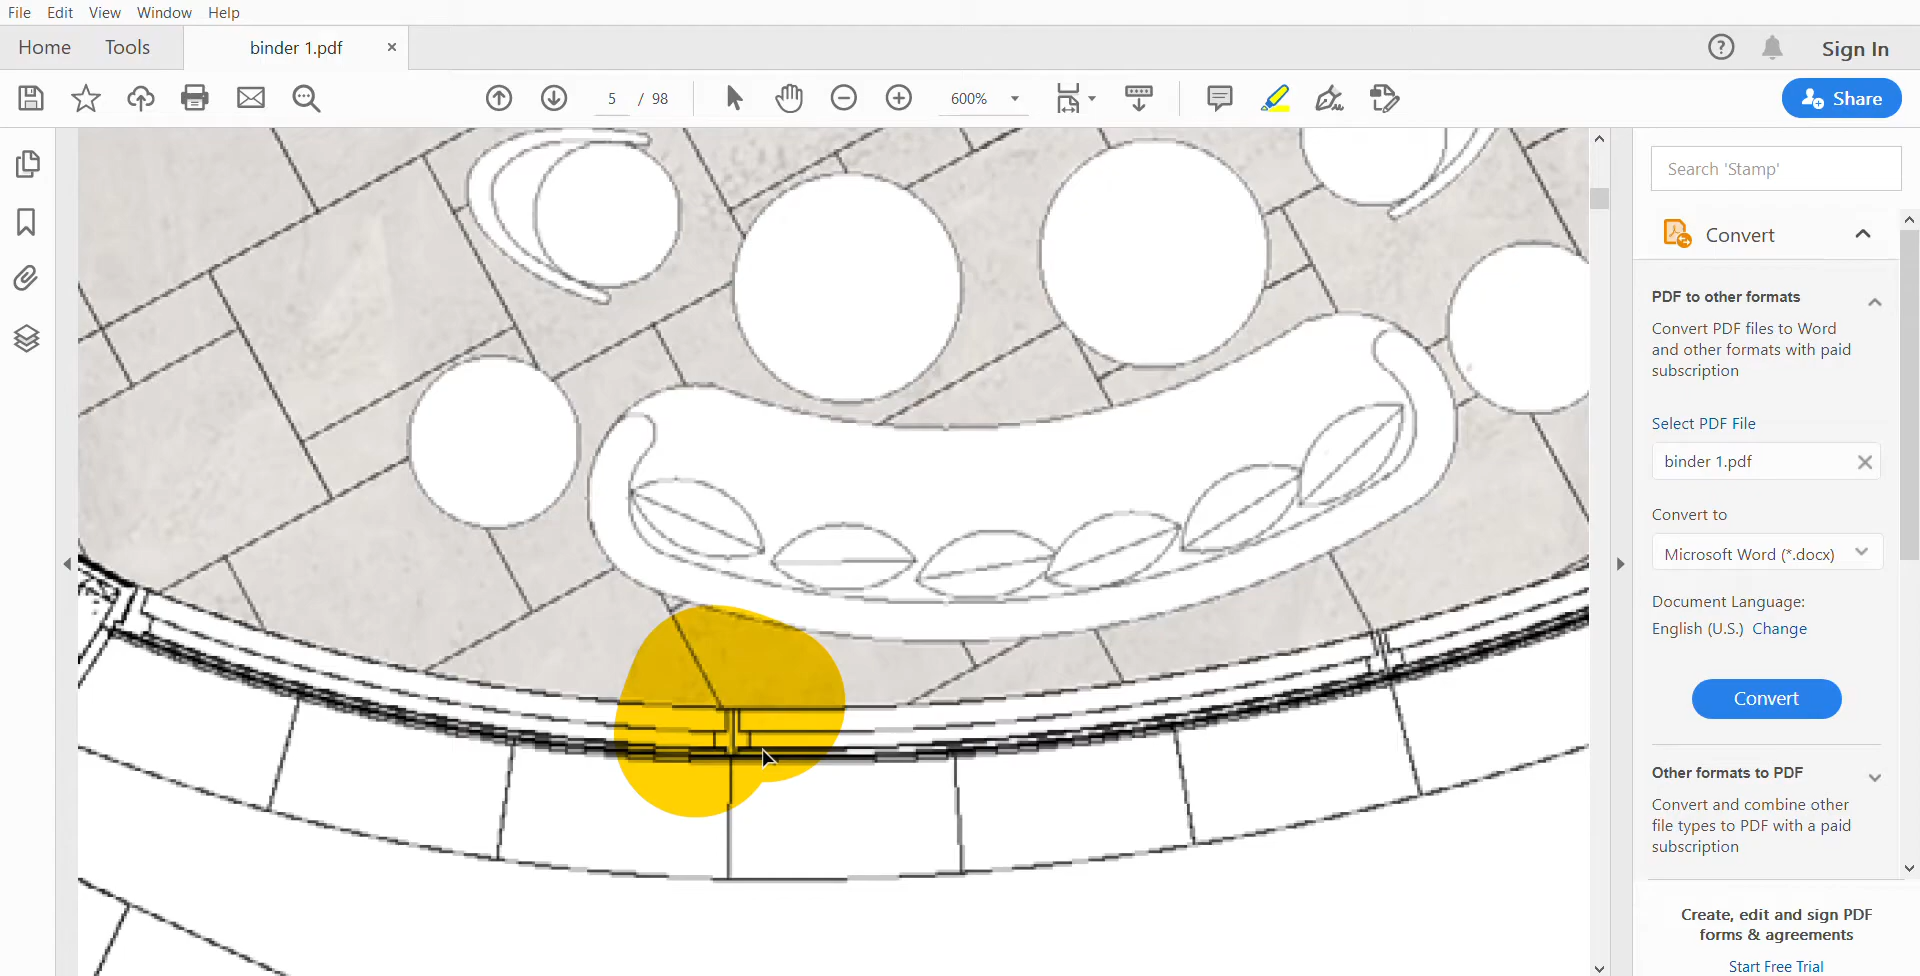 File Edit View Window Help
Home Tools binder 1.pdf × Sign In
5 / 98 600% Share
Search 'Stamp'
Convert
PDF to other formats
Convert PDF files to Word
and other formats with paid
subscription
Select PDF File
binder 1.pdf
Convert to
Microsoft Word (*.docx)
Document Language:
English (U.S.) Change
Convert
Other formats to PDF
Convert and combine other
file types to PDF with a paid
subscription
Create, edit and sign PDF
forms & agreements
Start Free Trial